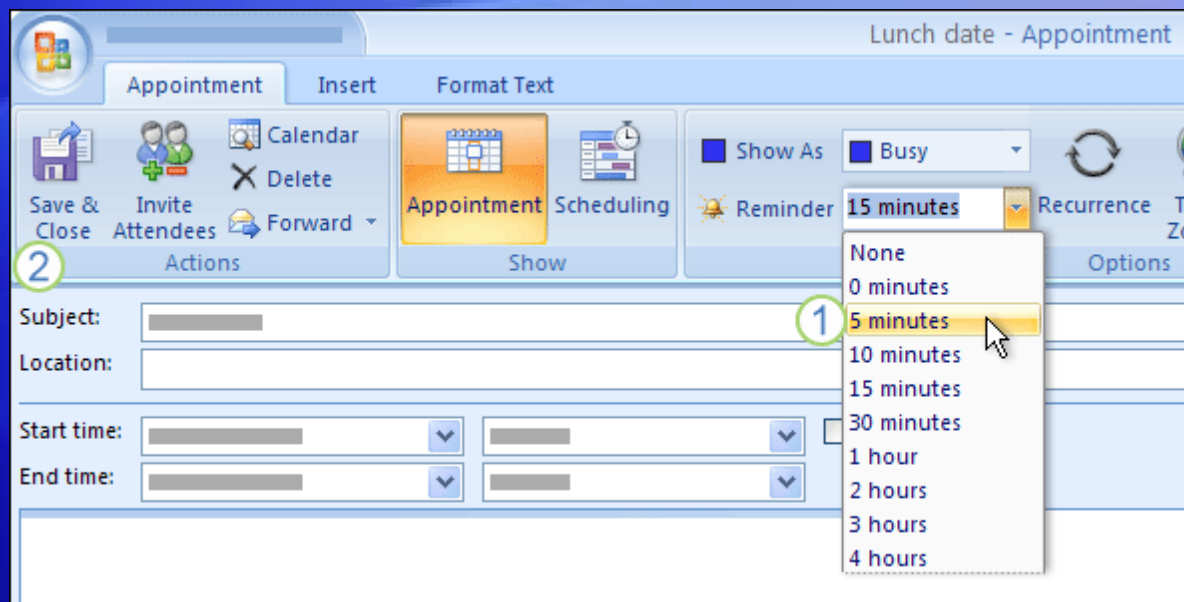 Lunch date - Appointment
Appointment Insert Format Text
Save & Close
Invite Attendees
Calendar
Delete
Forward
Actions
Appointment
Scheduling
Show
Show As Busy
Reminder 15 minutes
Recurrence
Options
None
0 minutes
5 minutes
10 minutes
15 minutes
30 minutes
1 hour
2 hours
3 hours
4 hours
1
2
Subject:
Location:
Start time:
End time: